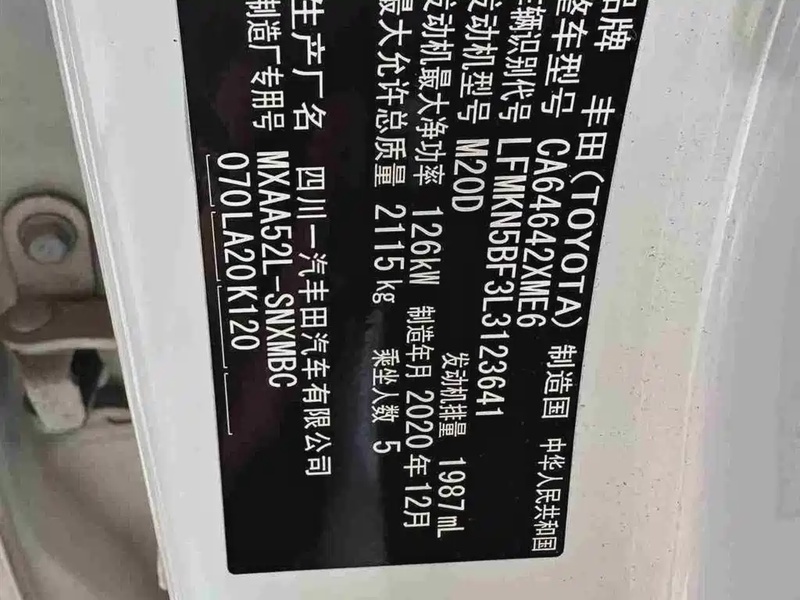 品牌 丰田(TOYOTA) 制造国 中华人民共和国
整车型号 CA64642XME6
车辆识别代号 LFMKN5BF3L3123641
发动机型号 M20D 发动机排量 1987mL
发动机最大净功率 126kW 制造年月 2020年12月
最大允许总质量 2115kg 乘坐人数 5
生产厂名 四川一汽丰田汽车有限公司
制造厂专用号 MXAA52L-SNXMBC
070LA20K120